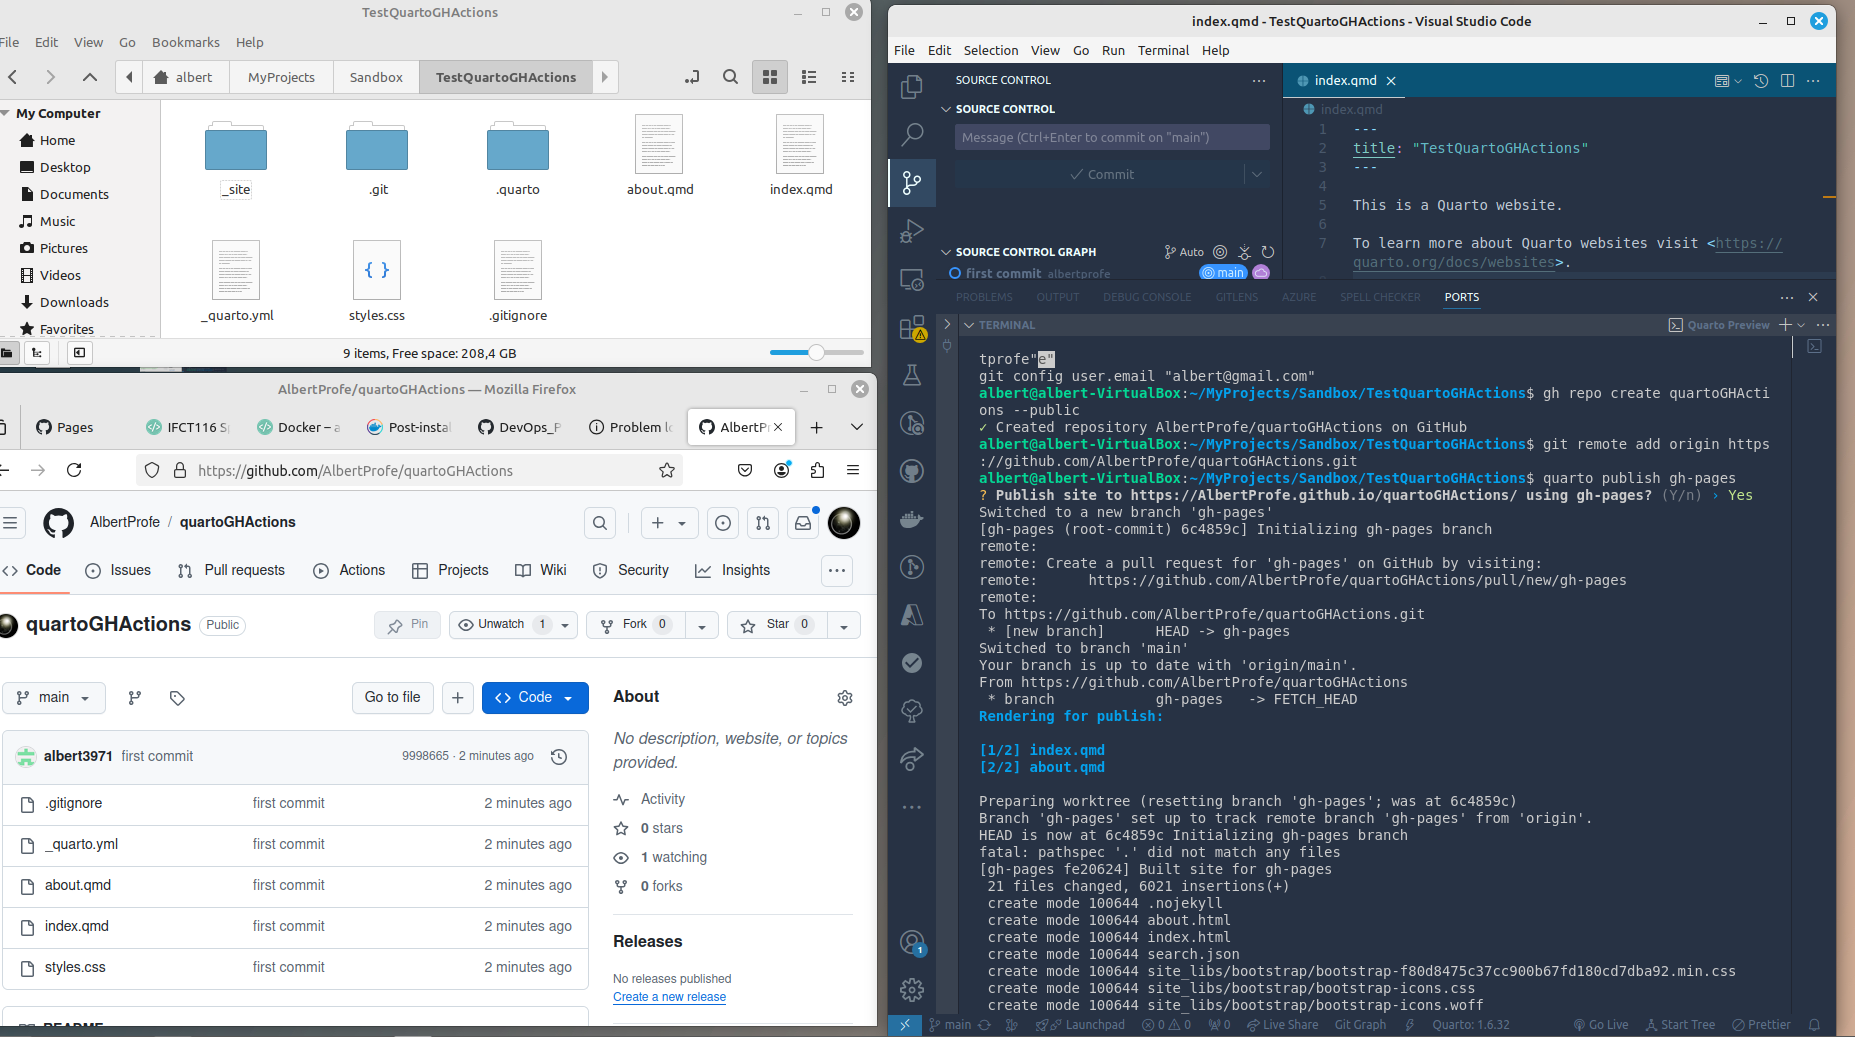 TestQuartoGHActions
File Edit View Go Bookmarks Help
albert MyProjects Sandbox TestQuartoGHActions
My Computer
Home
Desktop
Documents
Music
Pictures
Videos
Downloads
Favorites
_site .git .quarto about.qmd index.qmd
_quarto.yml styles.css .gitignore
9 items, Free space: 208,4 GB
AlbertProfe/quartoGHActions — Mozilla Firefox
Pages IFCT116 S Docker – a Post-instal DevOps_P Problem lo AlbertP
https://github.com/AlbertProfe/quartoGHActions
AlbertProfe / quartoGHActions
Code Issues Pull requests Actions Projects Wiki Security Insights
quartoGHActions Public Pin Unwatch 1 Fork 0 Star 0
main Go to file Code
albert3971 first commit 9998665 · 2 minutes ago
.gitignore first commit 2 minutes ago
_quarto.yml first commit 2 minutes ago
about.qmd first commit 2 minutes ago
index.qmd first commit 2 minutes ago
styles.css first commit 2 minutes ago
README
About
No description, website, or topics
provided.
Activity
0 stars
1 watching
0 forks
Releases
No releases published
Create a new release
index.qmd - TestQuartoGHActions - Visual Studio Code
File Edit Selection View Go Run Terminal Help
SOURCE CONTROL
SOURCE CONTROL
Message (Ctrl+Enter to commit on "main")
Commit
SOURCE CONTROL GRAPH Auto
first commit albertprofe main
index.qmd
index.qmd
1 ---
2 title: "TestQuartoGHActions"
3 ---
4
5 This is a Quarto website.
6
7 To learn more about Quarto websites visit <https://
quarto.org/docs/websites>.
PROBLEMS OUTPUT DEBUG CONSOLE GITLENS AZURE SPELL CHECKER PORTS
TERMINAL Quarto Preview
tprofe"e"
git config user.email "albert@gmail.com"
albert@albert-VirtualBox:~/MyProjects/Sandbox/TestQuartoGHActions$ gh repo create quartoGHActi
ons --public
✓ Created repository AlbertProfe/quartoGHActions on GitHub
albert@albert-VirtualBox:~/MyProjects/Sandbox/TestQuartoGHActions$ git remote add origin https
://github.com/AlbertProfe/quartoGHActions.git
albert@albert-VirtualBox:~/MyProjects/Sandbox/TestQuartoGHActions$ quarto publish gh-pages
? Publish site to https://AlbertProfe.github.io/quartoGHActions/ using gh-pages? (Y/n) › Yes
Switched to a new branch 'gh-pages'
[gh-pages (root-commit) 6c4859c] Initializing gh-pages branch
remote:
remote: Create a pull request for 'gh-pages' on GitHub by visiting:
remote:      https://github.com/AlbertProfe/quartoGHActions/pull/new/gh-pages
remote:
To https://github.com/AlbertProfe/quartoGHActions.git
* [new branch]      HEAD -> gh-pages
Switched to branch 'main'
Your branch is up to date with 'origin/main'.
From https://github.com/AlbertProfe/quartoGHActions
* branch            gh-pages   -> FETCH_HEAD
Rendering for publish:
[1/2] index.qmd
[2/2] about.qmd
Preparing worktree (resetting branch 'gh-pages'; was at 6c4859c)
Branch 'gh-pages' set up to track remote branch 'gh-pages' from 'origin'.
HEAD is now at 6c4859c Initializing gh-pages branch
fatal: pathspec '.' did not match any files
[gh-pages fe20624] Built site for gh-pages
21 files changed, 6021 insertions(+)
create mode 100644 .nojekyll
create mode 100644 about.html
create mode 100644 index.html
create mode 100644 search.json
create mode 100644 site_libs/bootstrap/bootstrap-f80d8475c37cc900b67fd180cd7dba92.min.css
create mode 100644 site_libs/bootstrap/bootstrap-icons.css
create mode 100644 site_libs/bootstrap/bootstrap-icons.woff
1
main Launchpad 0 0 0 Live Share Git Graph Quarto: 1.6.32 Go Live Start Tree Prettier